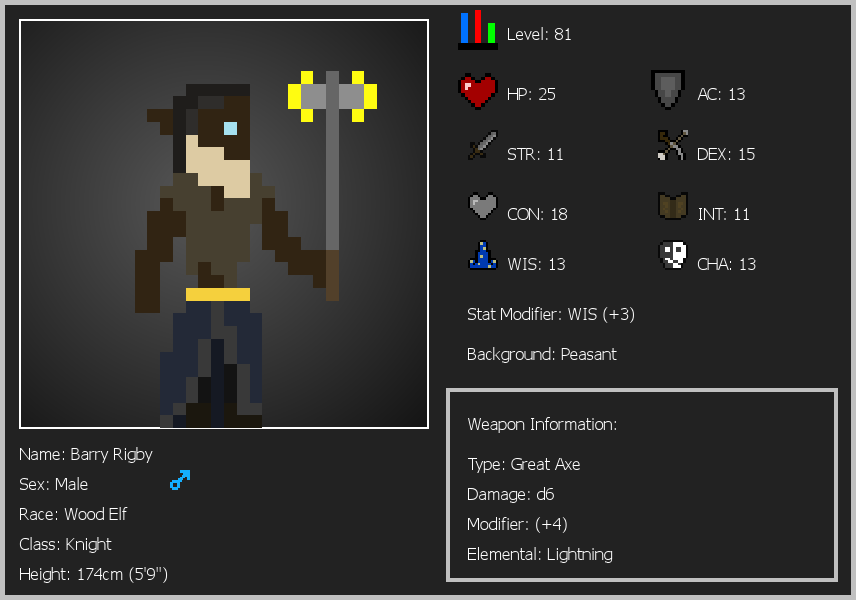 Level: 81
HP: 25
AC: 13
STR: 11
DEX: 15
CON: 18
INT: 11
WIS: 13
CHA: 13
Stat Modifier: WIS (+3)
Background: Peasant
Weapon Information:
Type: Great Axe
Damage: d6
Modifier: (+4)
Elemental: Lightning
Name: Barry Rigby
Sex: Male
Race: Wood Elf
Class: Knight
Height: 174cm (5'9")